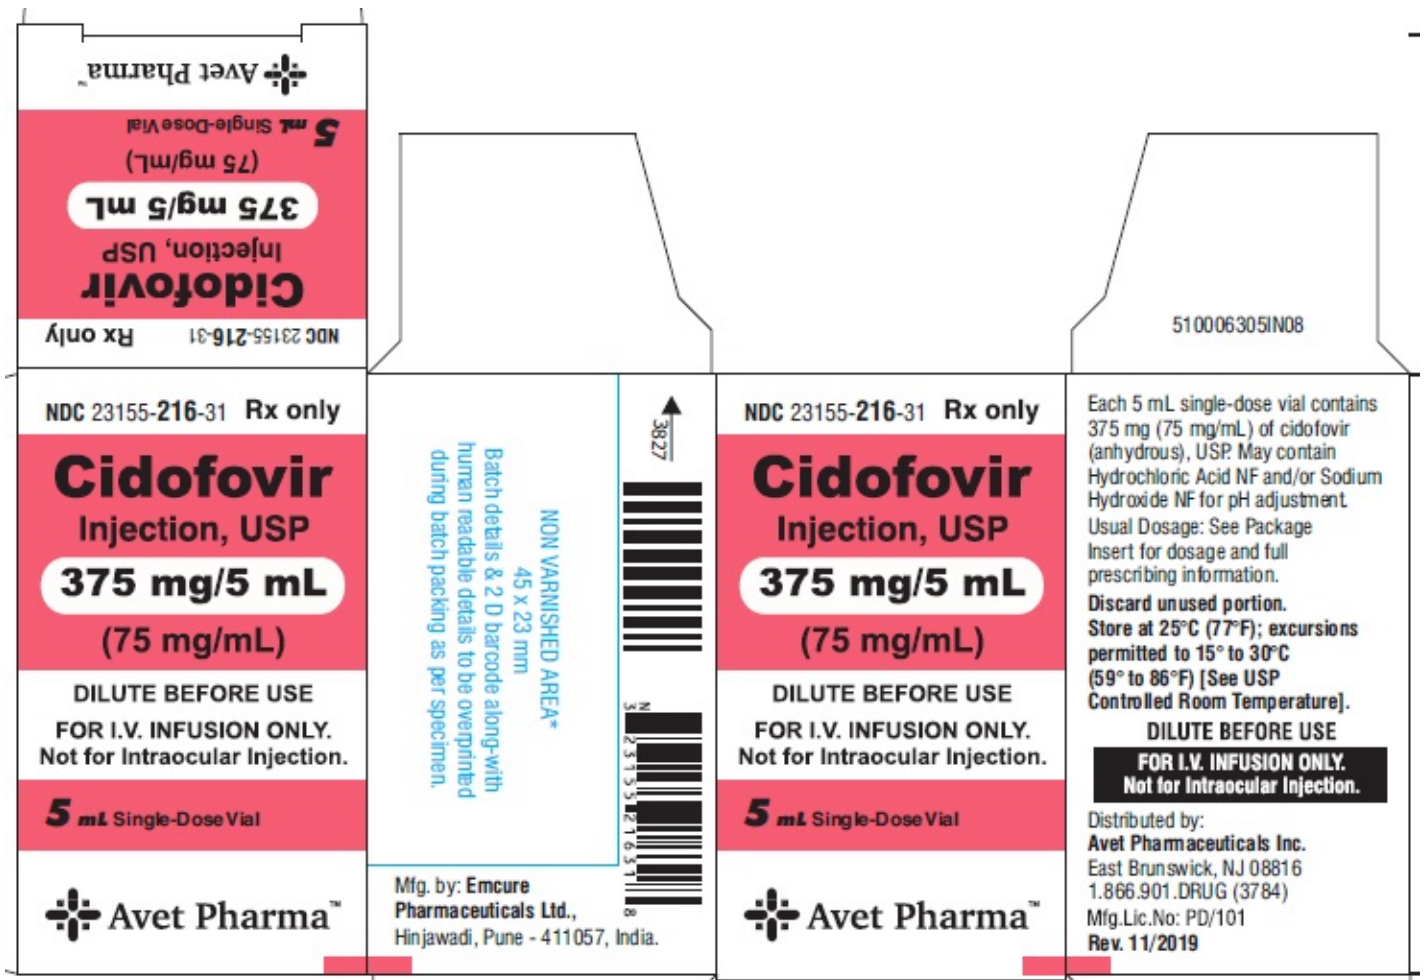 Avet Pharma™
5 mL Single-Dose Vial
(75 mg/mL)
375 mg/5 mL
Injection, USP
Cidofovir
NDC 23155-216-31 Rx only
NDC 23155-216-31 Rx only
Cidofovir
Injection, USP
375 mg/5 mL
(75 mg/mL)
DILUTE BEFORE USE
FOR I.V. INFUSION ONLY.
Not for Intraocular Injection.
5 mL Single-Dose Vial
Avet Pharma™
NON VARNISHED AREA*
45 x 23 mm
Batch details & 2 D barcode along-with
human readable details to be overprinted
during batch packing as per specimen.
3827
N
3 23155 21631 8
Mfg. by: Emcure
Pharmaceuticals Ltd.,
Hinjawadi, Pune - 411057, India.
NDC 23155-216-31 Rx only
Cidofovir
Injection, USP
375 mg/5 mL
(75 mg/mL)
DILUTE BEFORE USE
FOR I.V. INFUSION ONLY.
Not for Intraocular Injection.
5 mL Single-Dose Vial
Avet Pharma™
510006305IN08
Each 5 mL single-dose vial contains
375 mg (75 mg/mL) of cidofovir
(anhydrous), USP. May contain
Hydrochloric Acid NF and/or Sodium
Hydroxide NF for pH adjustment.
Usual Dosage: See Package
Insert for dosage and full
prescribing information.
Discard unused portion.
Store at 25°C (77°F); excursions
permitted to 15° to 30°C
(59° to 86°F) [See USP
Controlled Room Temperature].
DILUTE BEFORE USE
FOR I.V. INFUSION ONLY.
Not for Intraocular Injection.
Distributed by:
Avet Pharmaceuticals Inc.
East Brunswick, NJ 08816
1.866.901.DRUG (3784)
Mfg.Lic.No: PD/101
Rev. 11/2019